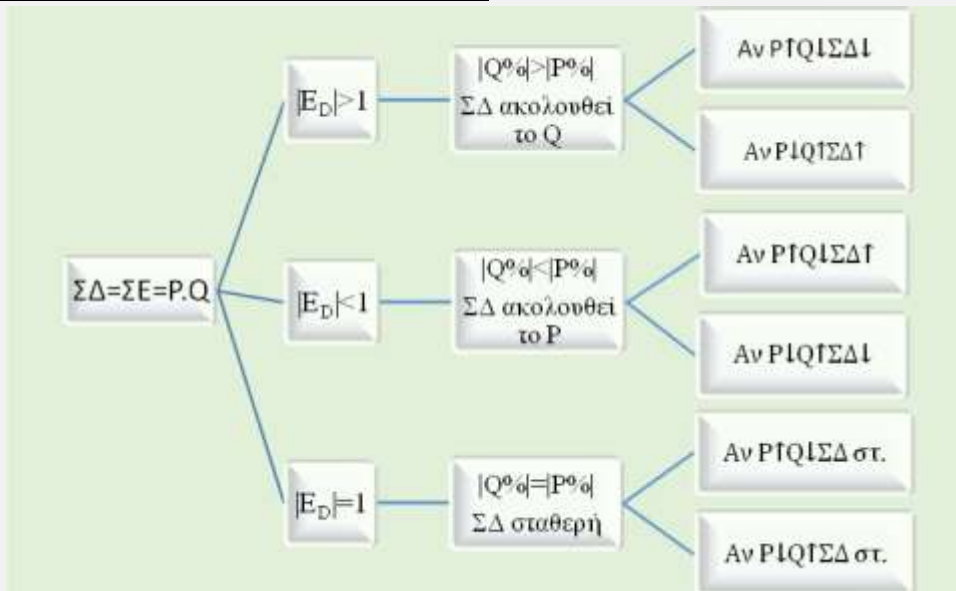 ΣΔ=ΣΕ=P.Q
|E_D|>1
|Q%|>|P%|
ΣΔ ακολουθεί
το Q
Αν P↑Q↓ΣΔ↓
Αν P↓Q↑ΣΔ↑
|E_D|<1
|Q%|<|P%|
ΣΔ ακολουθεί
το P
Αν P↑Q↓ΣΔ↑
Αν P↓Q↑ΣΔ↓
|E_D|=1
|Q%|=|P%|
ΣΔ σταθερή
Αν P↑Q↓ΣΔ στ.
Αν P↓Q↑ΣΔ στ.